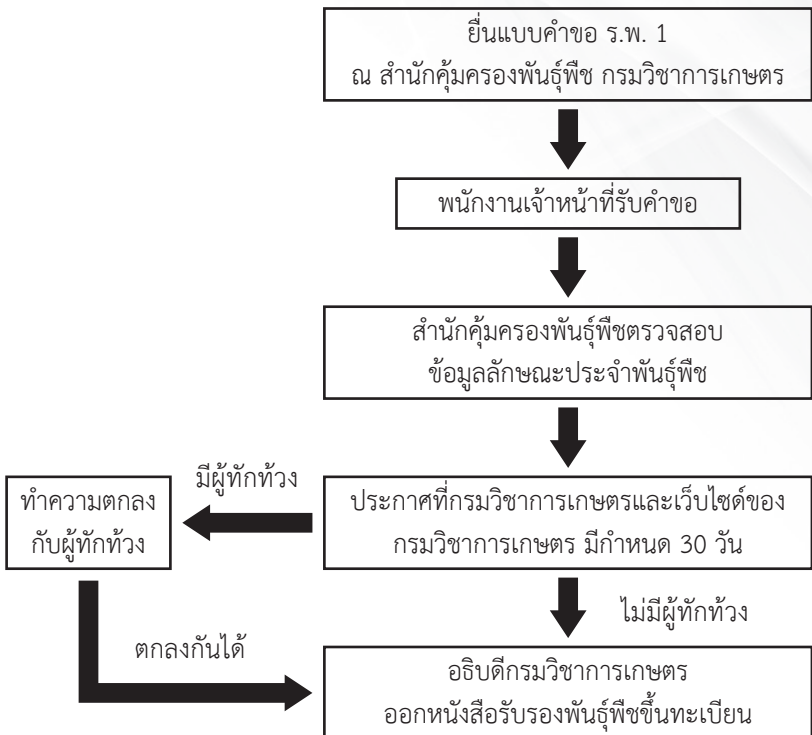 ยื่นแบบคำขอ ร.พ. 1
ณ สำนักคุ้มครองพันธุ์พืช กรมวิชาการเกษตร
พนักงานเจ้าหน้าที่รับคำขอ
สำนักคุ้มครองพันธุ์พืชตรวจสอบ
ข้อมูลลักษณะประจำพันธุ์พืช
มีผู้ทักท้วง
ทำความตกลง
กับผู้ทักท้วง
ประกาศที่กรมวิชาการเกษตรและเว็บไซด์ของ
กรมวิชาการเกษตร มีกำหนด 30 วัน
ไม่มีผู้ทักท้วง
ตกลงกันได้
อธิบดีกรมวิชาการเกษตร
ออกหนังสือรับรองพันธุ์พืชขึ้นทะเบียน